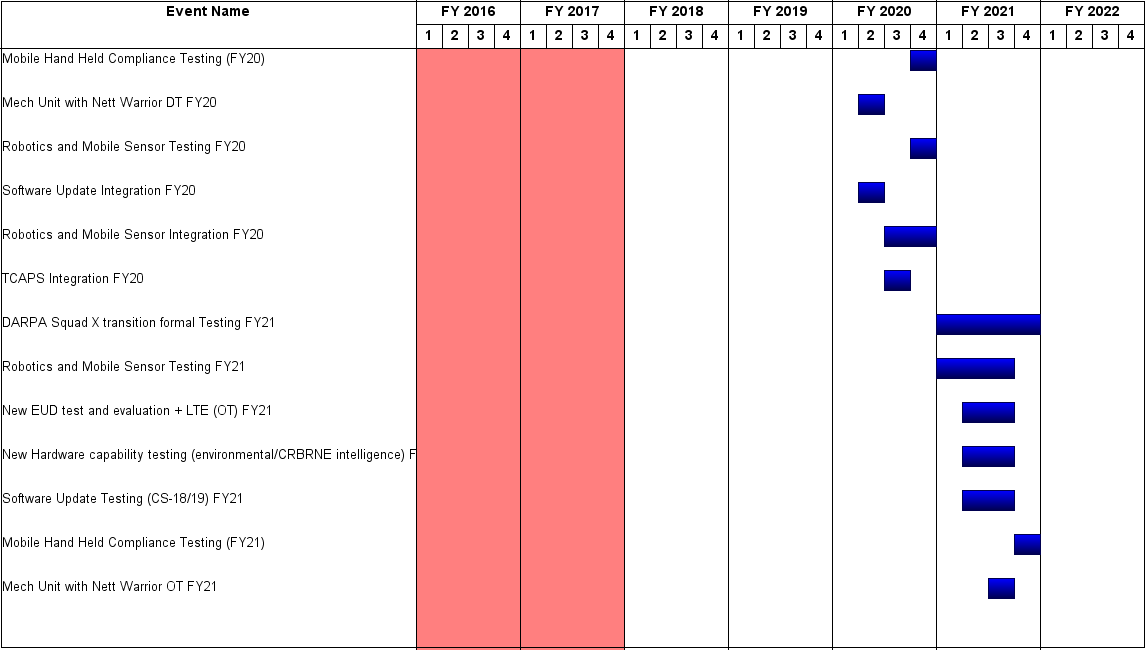 Event Name FY 2016 FY 2017 FY 2018 FY 2019 FY 2020 FY 2021 FY 2022
1 2 3 4 1 2 3 4 1 2 3 4 1 2 3 4 1 2 3 4 1 2 3 4 1 2 3 4
Mobile Hand Held Compliance Testing (FY20)
Mech Unit with Nett Warrior DT FY20
Robotics and Mobile Sensor Testing FY20
Software Update Integration FY20
Robotics and Mobile Sensor Integration FY20
TCAPS Integration FY20
DARPA Squad X transition formal Testing FY21
Robotics and Mobile Sensor Testing FY21
New EUD test and evaluation + LTE (OT) FY21
New Hardware capability testing (environmental/CRBRNE intelligence) F
Software Update Testing (CS-18/19) FY21
Mobile Hand Held Compliance Testing (FY21)
Mech Unit with Nett Warrior OT FY21